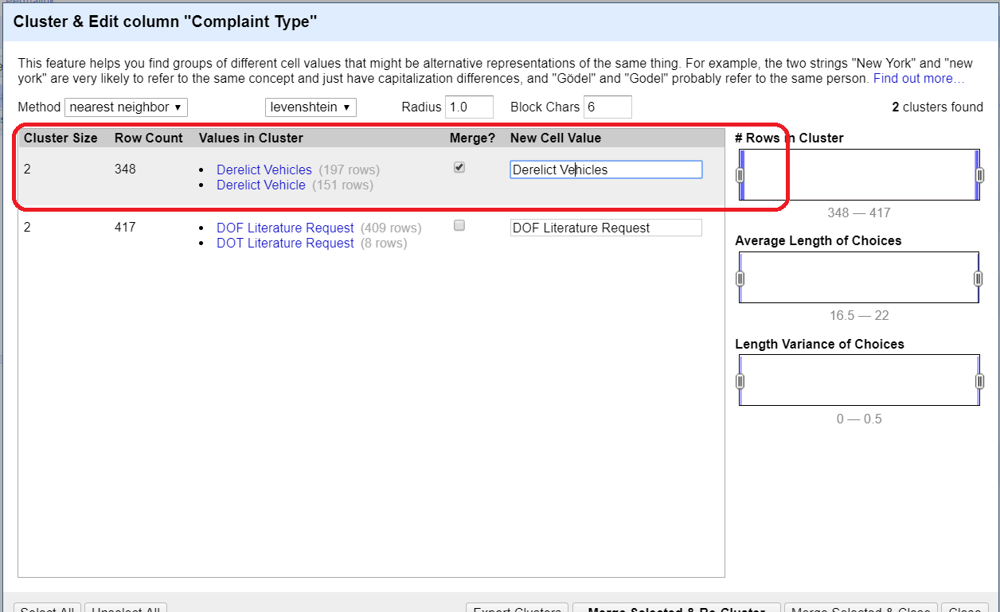 Permalink
Cluster & Edit column "Complaint Type"
This feature helps you find groups of different cell values that might be alternative representations of the same thing. For example, the two strings "New York" and "new
york" are very likely to refer to the same concept and just have capitalization differences, and "Gödel" and "Godel" probably refer to the same person. Find out more...
Method nearest neighbor levenshtein Radius 1.0 Block Chars 6 2 clusters found
Cluster Size Row Count Values in Cluster Merge? New Cell Value # Rows in Cluster
2 348 • Derelict Vehicles (197 rows) Derelict Vehicles
• Derelict Vehicle (151 rows)
348 — 417
2 417 • DOF Literature Request (409 rows) DOF Literature Request
• DOT Literature Request (8 rows)
Average Length of Choices
16.5 — 22
Length Variance of Choices
0 — 0.5
Select All Unselect All Export Clusters Merge Selected & Re-Cluster Merge Selected & Close Close